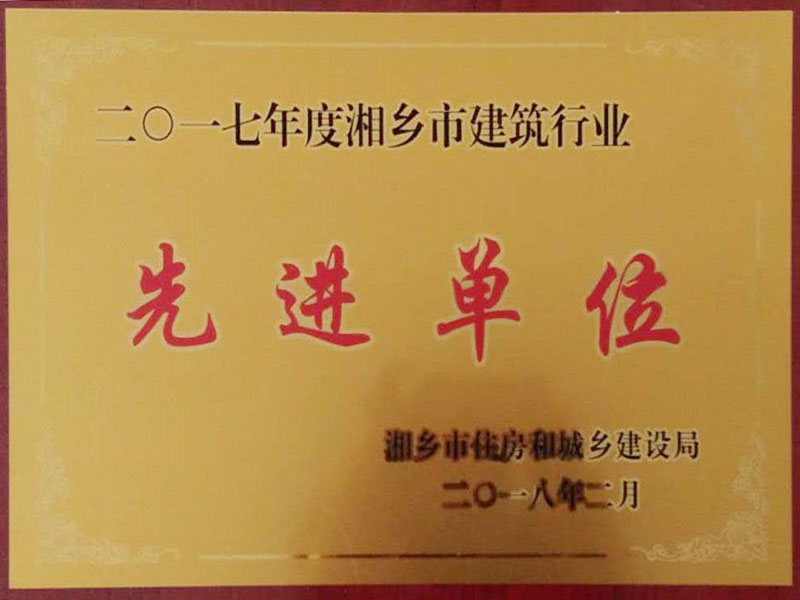 二〇一七年度湘乡市建筑行业
先进单位
湘乡市住房和城乡建设局
二〇一八年二月